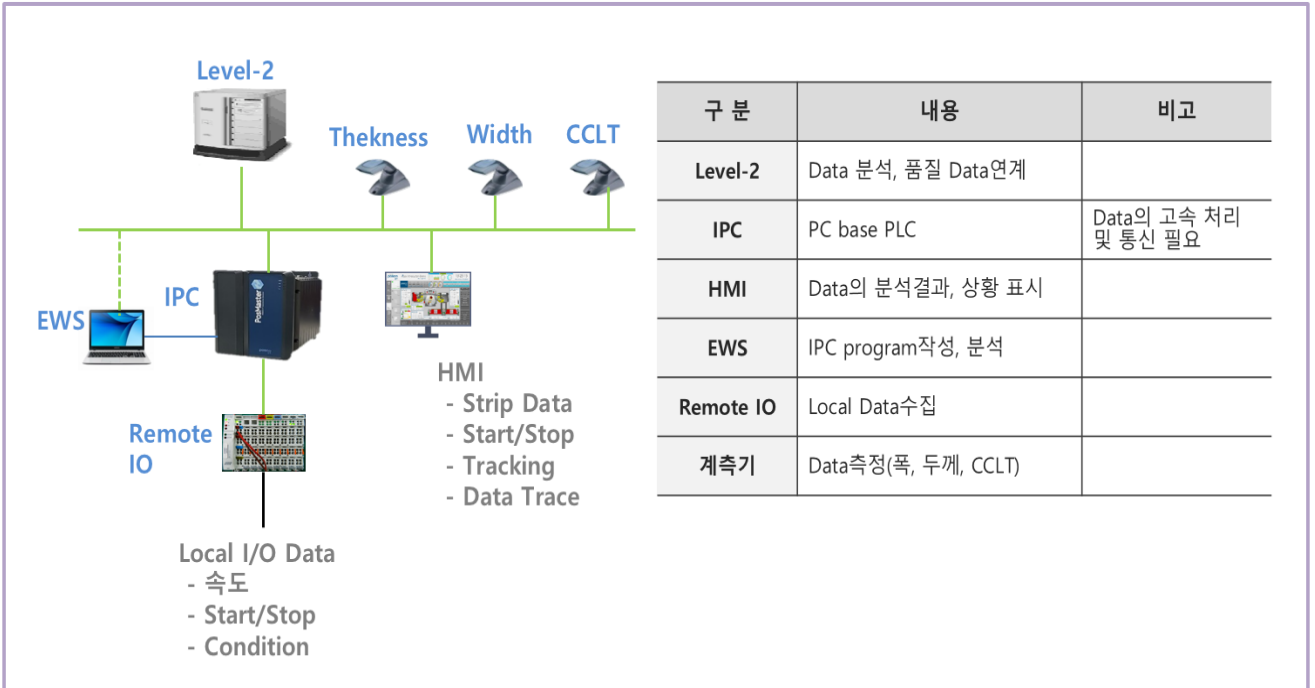 Level-2
Thekness
Width
CCLT
IPC
PosMaster
EWS
HMI
- Strip Data
- Start/Stop
- Tracking
- Data Trace
Remote
IO
Local I/O Data
- 속도
- Start/Stop
- Condition
구 분 내용 비고
Level-2 Data 분석, 품질 Data연계
IPC PC base PLC Data의 고속 처리
및 통신 필요
HMI Data의 분석결과, 상황 표시
EWS IPC program작성, 분석
Remote IO Local Data수집
계측기 Data측정(폭, 두께, CCLT)